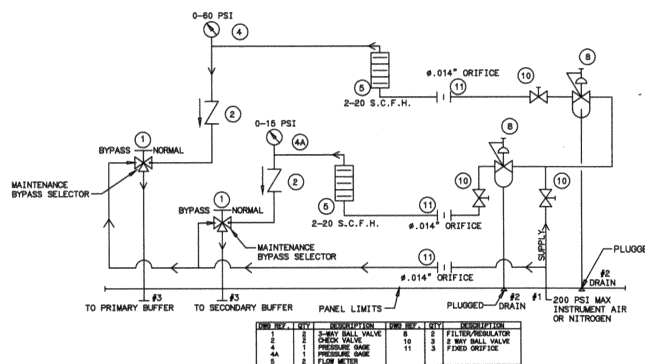 0-60 PSI
4
8
Ø.014" ORIFICE
10
5
11
2-20 S.C.F.H.
2
0-15 PSI
8
1
4A
BYPASS NORMAL
2
10
10
MAINTENANCE
BYPASS SELECTOR
1
5
BYPASS NORMAL
2-20 S.C.F.H.
11
Ø.014" ORIFICE
MAINTENANCE
BYPASS SELECTOR
SUPPLY
11
PLUGGED
Ø.014" ORIFICE
#2
DRAIN
#3
TO PRIMARY BUFFER
#3
TO SECONDARY BUFFER
PANEL LIMITS
PLUGGED
#2
DRAIN
#1
200 PSI MAX
INSTRUMENT AIR
OR NITROGEN
DWG REF. QTY DESCRIPTION DWG REF. QTY DESCRIPTION
1 2 3-WAY BALL VALVE 8 2 FILTER/REGULATOR
2 2 CHECK VALVE 10 3 2 WAY BALL VALVE
4 1 PRESSURE GAGE 11 3 FIXED ORIFICE
4A 1 PRESSURE GAGE
5 2 FLOW METER